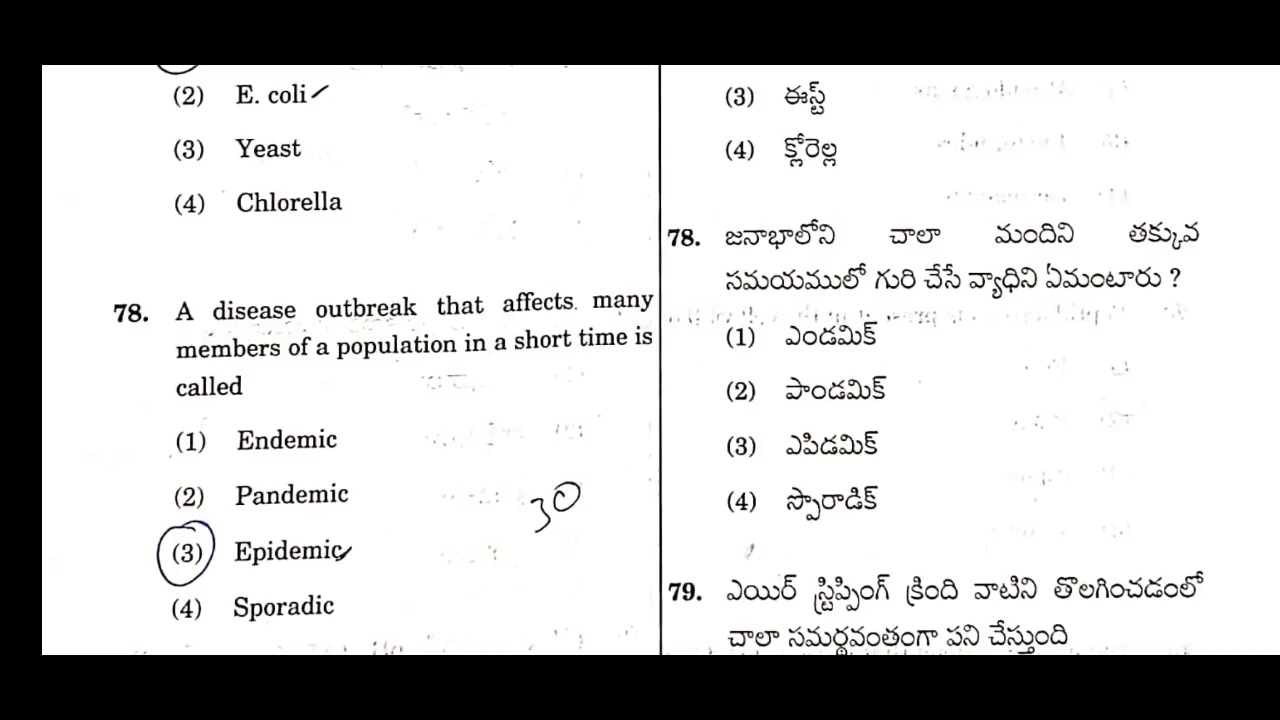 (2) E. coli
(3) Yeast
(4) Chlorella
78. A disease outbreak that affects many
members of a population in a short time is
called
(1) Endemic
(2) Pandemic
(3) Epidemic
(4) Sporadic
30
(3) ఈస్ట్
(4) క్లోరెల్ల
78. జనాభాలోని చాలా మందిని తక్కువ
సమయములో గురి చేసే వ్యాధిని ఏమంటారు ?
(1) ఎండమిక్
(2) పాండమిక్
(3) ఎపిడమిక్
(4) స్పొరాడిక్
79. ఎయిర్ స్ట్రిప్పింగ్ క్రింది వాటిని తొలగించడంలో
చాలా సమర్థవంతంగా పని చేస్తుంది